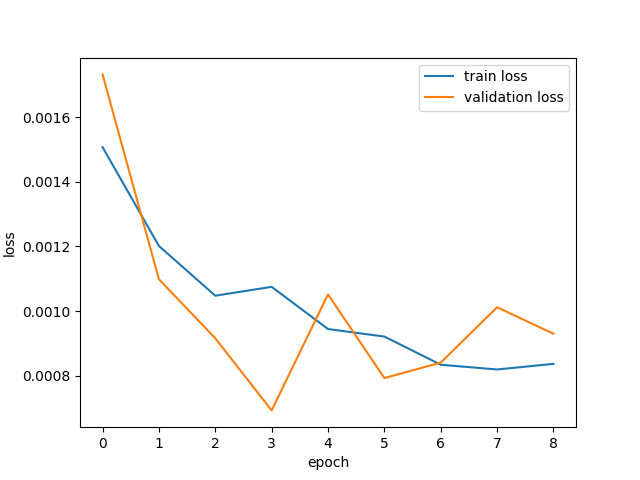 train loss
validation loss
0.0016
0.0014
0.0012
0.0010
0.0008
loss
0 1 2 3 4 5 6 7 8
epoch